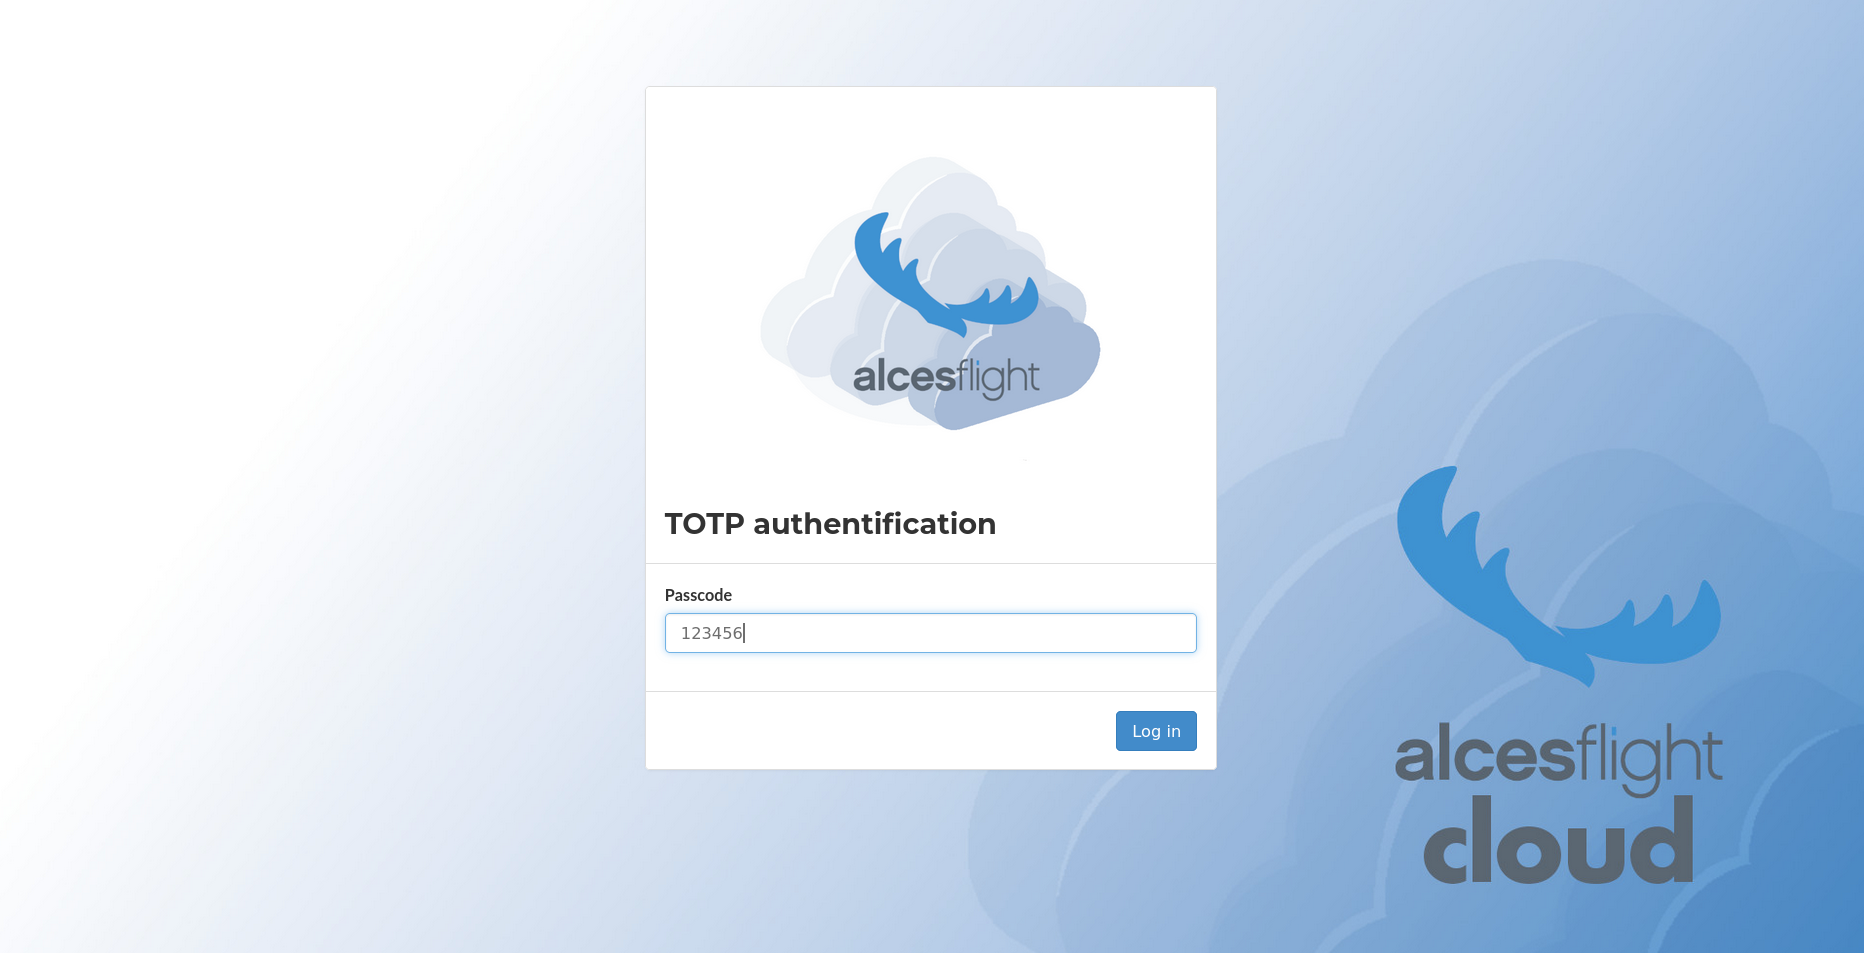 alcesflight
TOTP authentification
Passcode
123456
Log in
alcesflight
cloud